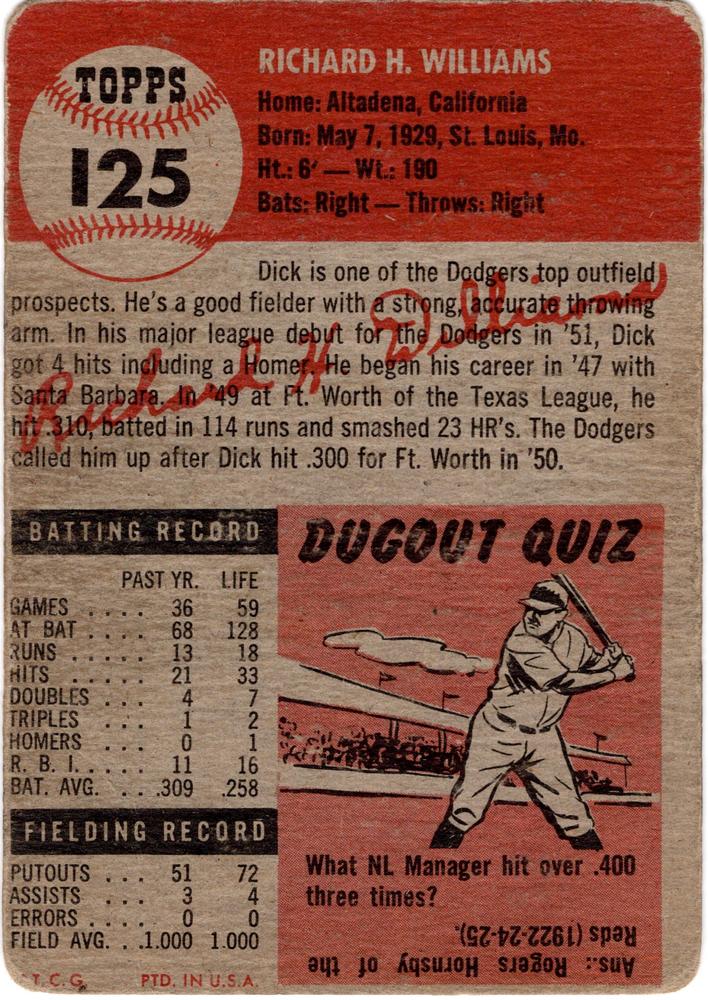 TOPPS
125
RICHARD H. WILLIAMS
Home: Altadena, California
Born: May 7, 1929, St. Louis, Mo.
Ht.: 6' — Wt.: 190
Bats: Right — Throws: Right
Dick is one of the Dodgers top outfield
prospects. He's a good fielder with a strong, accurate throwing
arm. In his major league debut for the Dodgers in '51, Dick
got 4 hits including a Homer. He began his career in '47 with
Santa Barbara. In '49 at Ft. Worth of the Texas League, he
hit .310, batted in 114 runs and smashed 23 HR's. The Dodgers
called him up after Dick hit .300 for Ft. Worth in '50.
Richard H Williams
BATTING RECORD
PAST YR. LIFE
GAMES . . . . 36 59
AT BAT . . . . 68 128
RUNS . . . . . 13 18
HITS . . . . . 21 33
DOUBLES . . . 4 7
TRIPLES . . . 1 2
HOMERS . . . 0 1
R. B. I. . . . . 11 16
BAT. AVG. . . .309 .258
FIELDING RECORD
PUTOUTS . . . 51 72
ASSISTS . . . 3 4
ERRORS . . . . 0 0
FIELD AVG. . .1.000 1.000
T.C.G. PTD. IN U.S.A.
DUGOUT QUIZ
What NL Manager hit over .400
three times?
Ans.: Rogers Hornsby of the
Reds (1922-24-25).